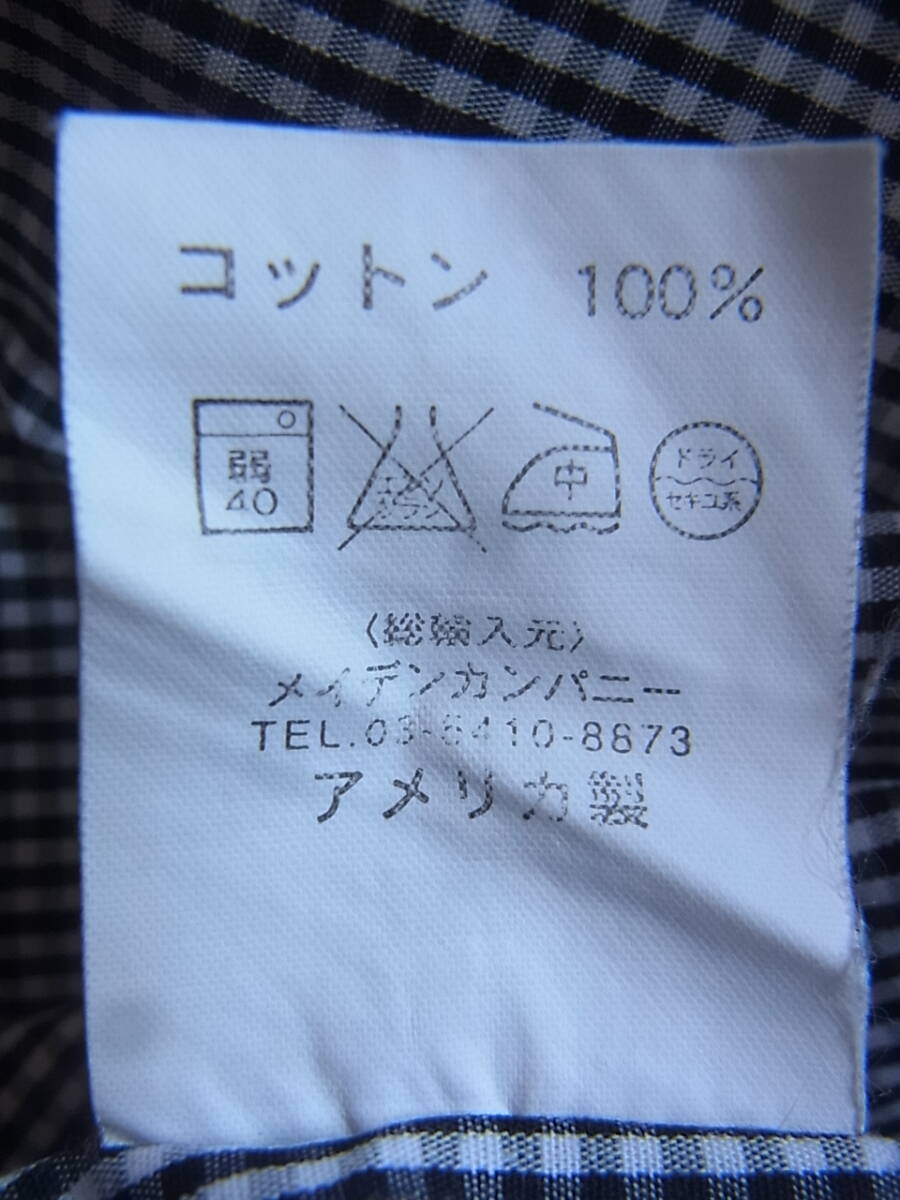 コットン 100%
弱
40
エンソ
サラシ
中
ドライ
セキユ系
〈総輸入元〉
メイデンカンパニー
TEL.03-5410-8873
アメリカ製